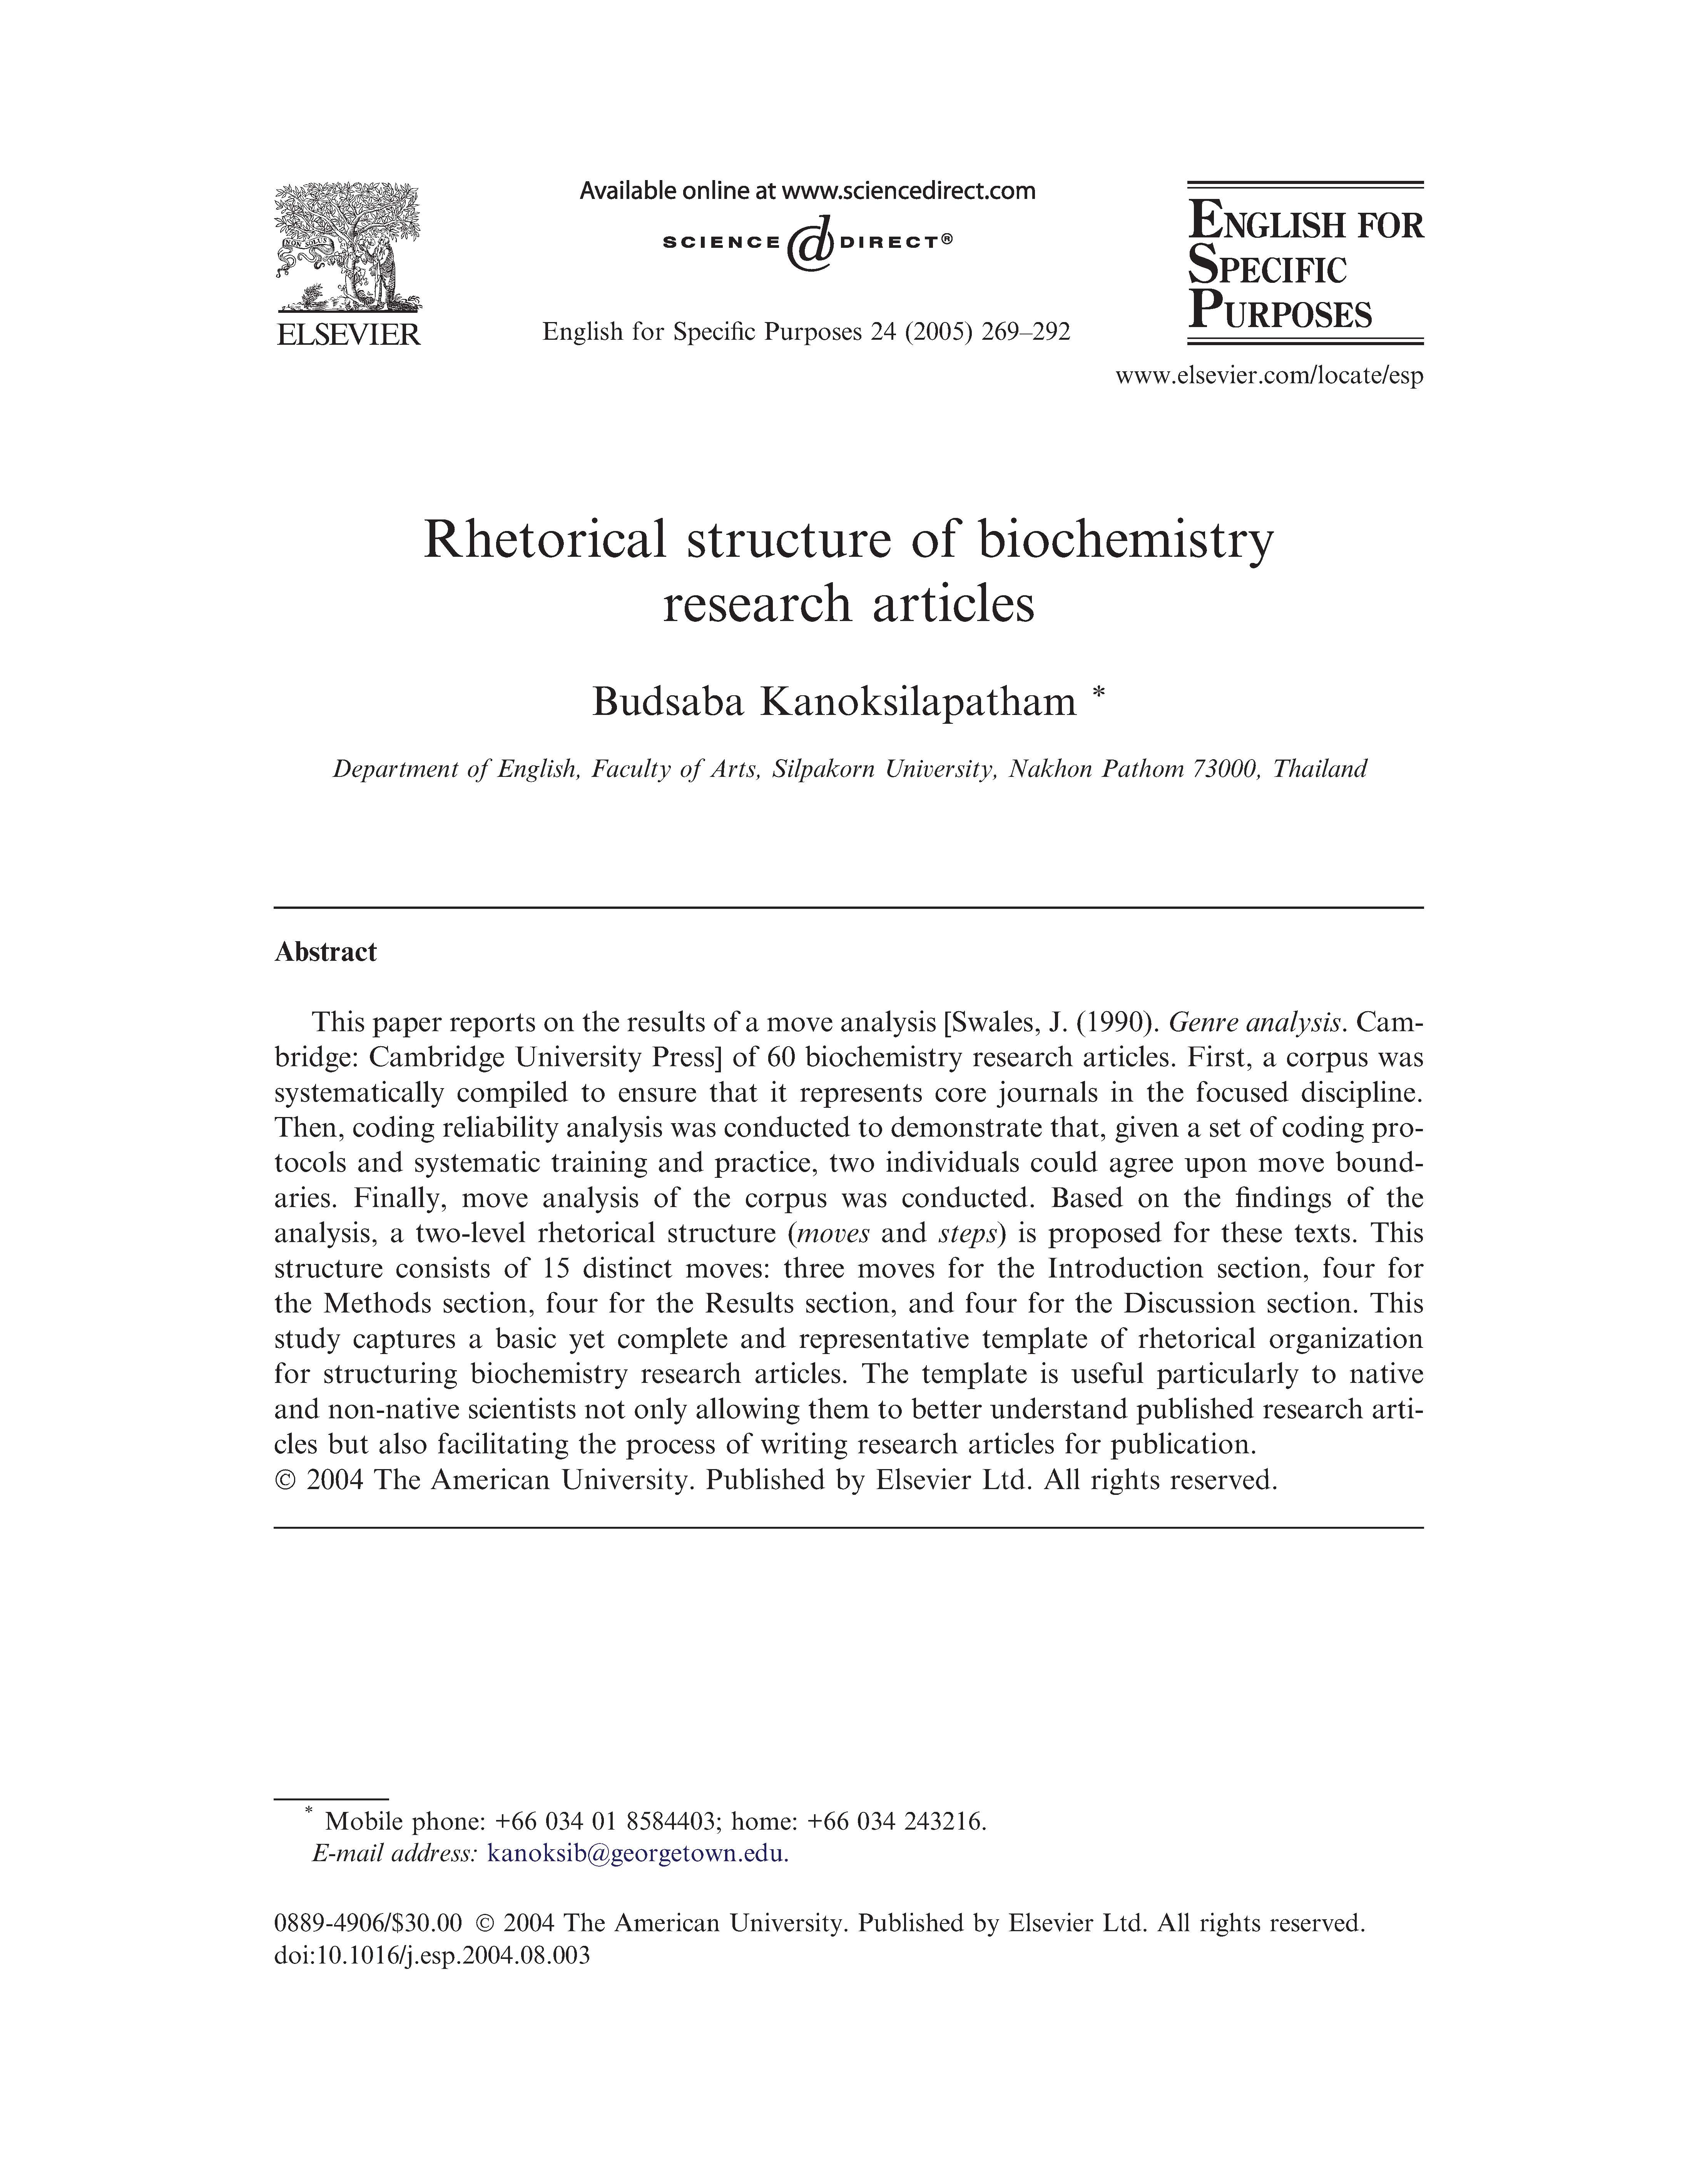 Available online at www.sciencedirect.com
SCIENCE @ DIRECT®
ELSEVIER
English for Specific Purposes 24 (2005) 269–292
ENGLISH FOR
SPECIFIC
PURPOSES
www.elsevier.com/locate/esp
Rhetorical structure of biochemistry
research articles
Budsaba Kanoksilapatham *
Department of English, Faculty of Arts, Silpakorn University, Nakhon Pathom 73000, Thailand
Abstract
This paper reports on the results of a move analysis [Swales, J. (1990). Genre analysis. Cam-
bridge: Cambridge University Press] of 60 biochemistry research articles. First, a corpus was
systematically compiled to ensure that it represents core journals in the focused discipline.
Then, coding reliability analysis was conducted to demonstrate that, given a set of coding pro-
tocols and systematic training and practice, two individuals could agree upon move bound-
aries. Finally, move analysis of the corpus was conducted. Based on the findings of the
analysis, a two-level rhetorical structure (moves and steps) is proposed for these texts. This
structure consists of 15 distinct moves: three moves for the Introduction section, four for
the Methods section, four for the Results section, and four for the Discussion section. This
study captures a basic yet complete and representative template of rhetorical organization
for structuring biochemistry research articles. The template is useful particularly to native
and non-native scientists not only allowing them to better understand published research arti-
cles but also facilitating the process of writing research articles for publication.
© 2004 The American University. Published by Elsevier Ltd. All rights reserved.
* Mobile phone: +66 034 01 8584403; home: +66 034 243216.
E-mail address: kanoksib@georgetown.edu.
0889-4906/$30.00 © 2004 The American University. Published by Elsevier Ltd. All rights reserved.
doi:10.1016/j.esp.2004.08.003